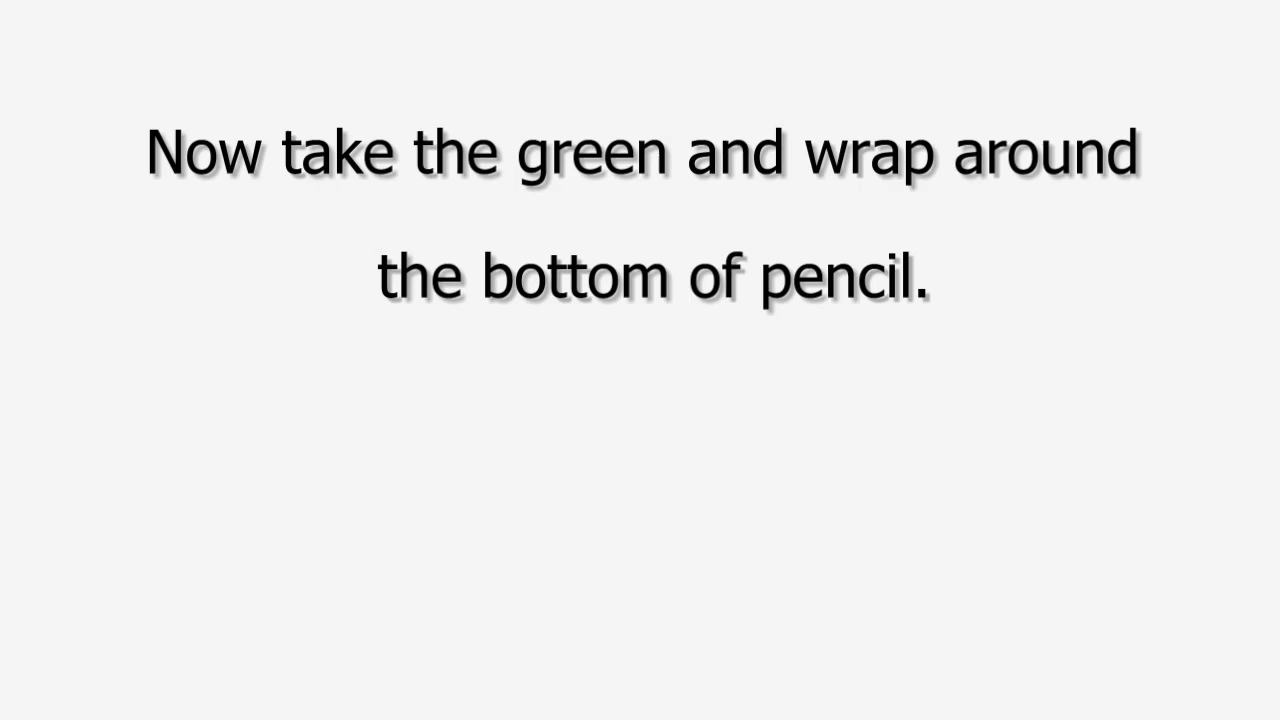 Now take the green and wrap around
the bottom of pencil.